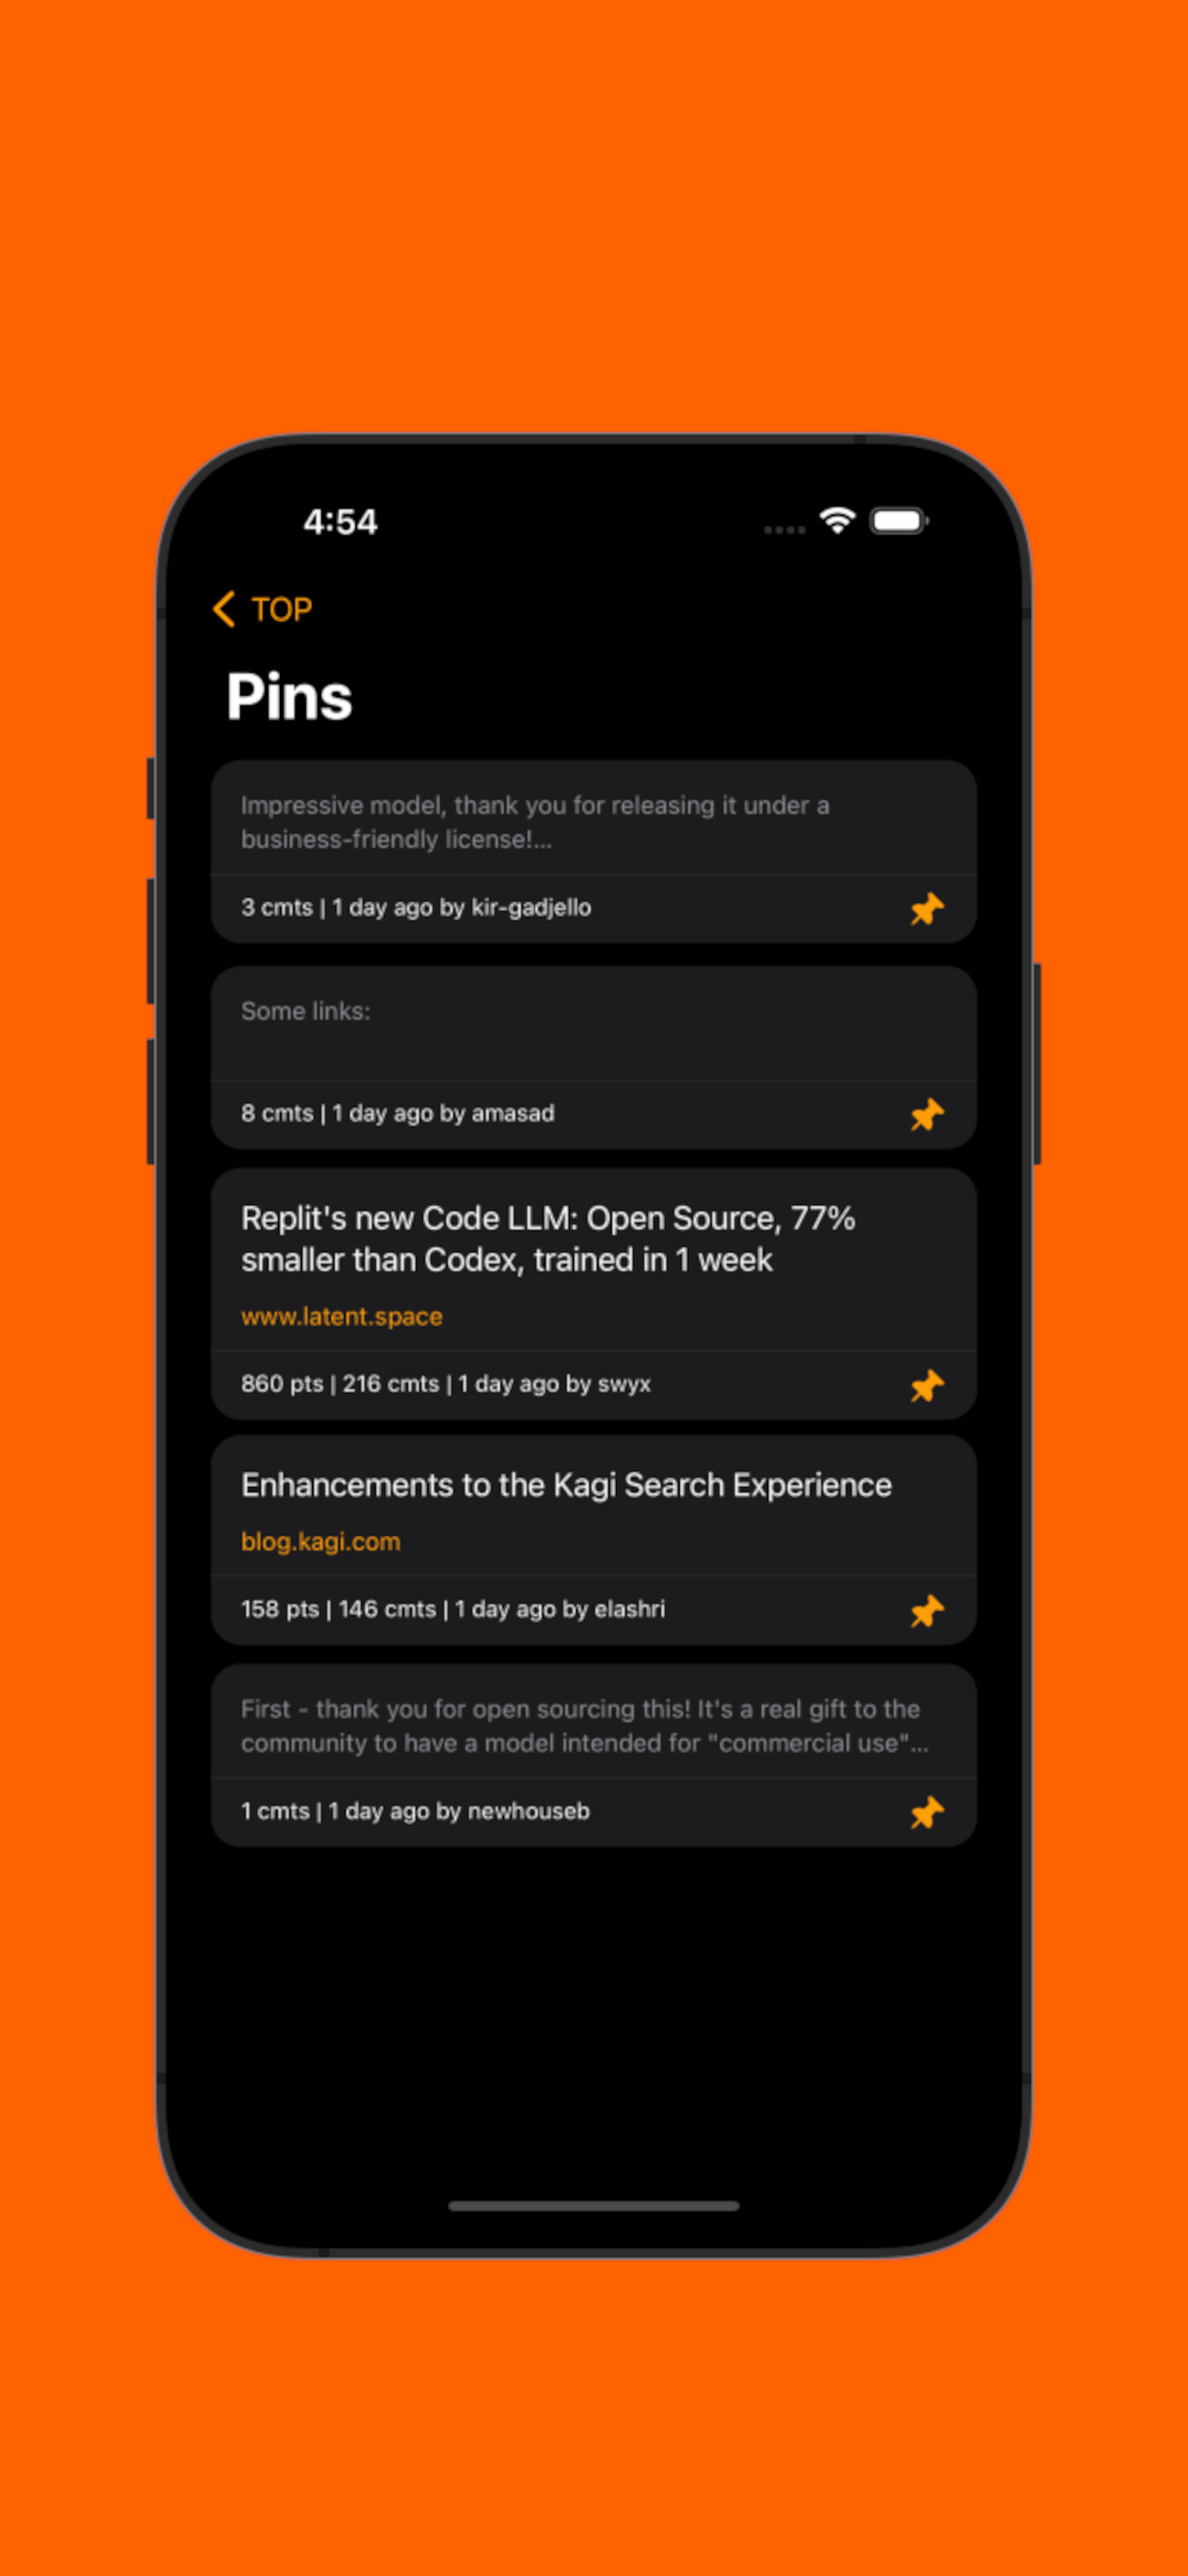 4:54
TOP
Pins
Impressive model, thank you for releasing it under a
business-friendly license!...
3 cmts | 1 day ago by kir-gadjello
Some links:
8 cmts | 1 day ago by amasad
Replit's new Code LLM: Open Source, 77%
smaller than Codex, trained in 1 week
www.latent.space
860 pts | 216 cmts | 1 day ago by swyx
Enhancements to the Kagi Search Experience
blog.kagi.com
158 pts | 146 cmts | 1 day ago by elashri
First - thank you for open sourcing this! It's a real gift to the
community to have a model intended for "commercial use"...
1 cmts | 1 day ago by newhouseb